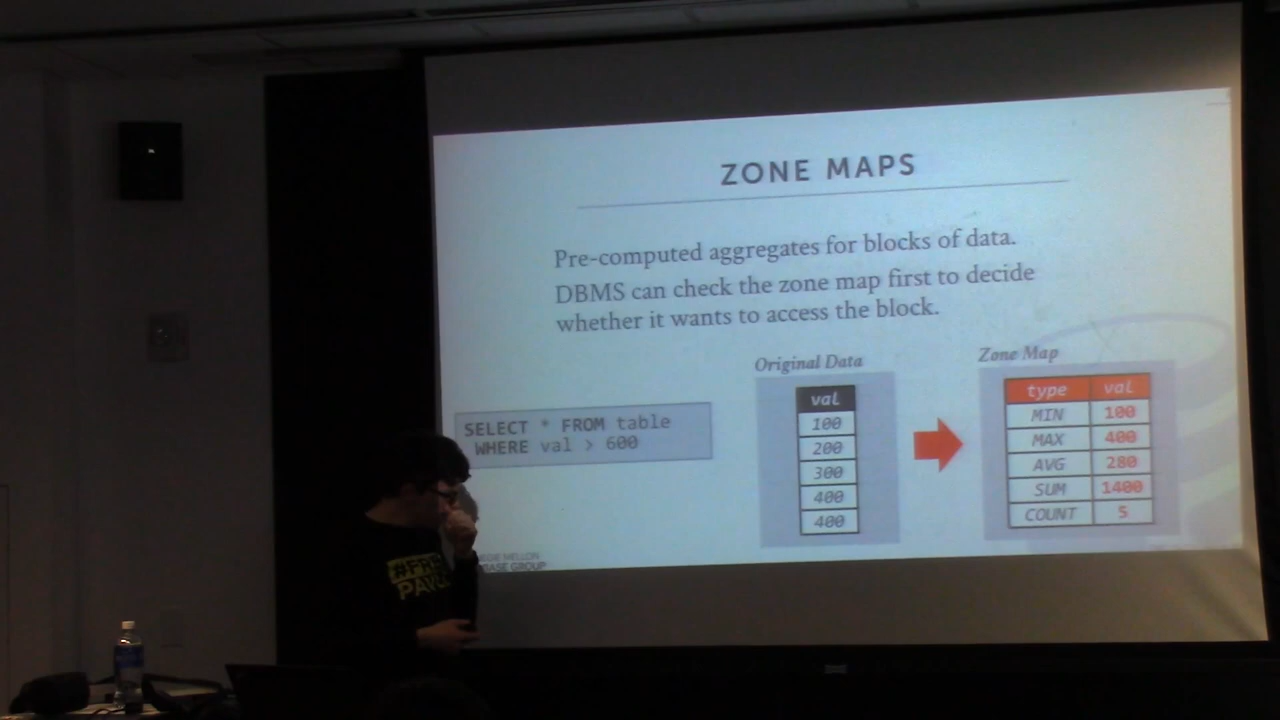 ZONE MAPS
Pre-computed aggregates for blocks of data.
DBMS can check the zone map first to decide
whether it wants to access the block.
SELECT * FROM table
WHERE val > 600
Original Data
val
100
200
300
400
400
Zone Map
type val
MIN 100
MAX 400
AVG 280
SUM 1400
COUNT 5
MELLON
GROUP